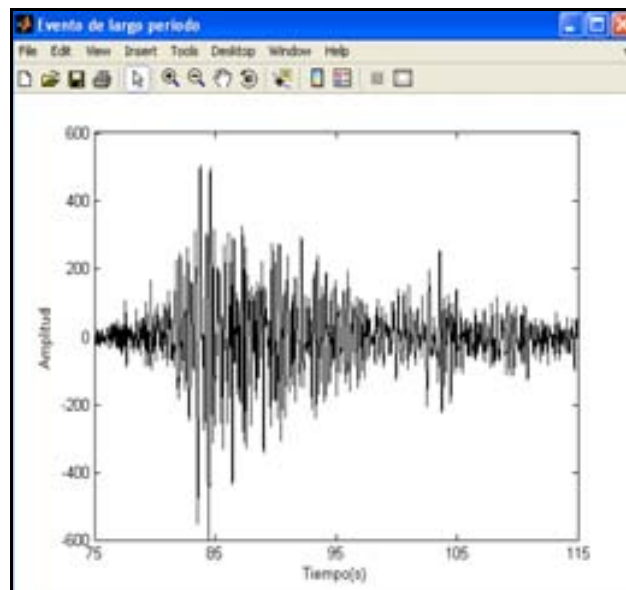 Evento de largo periodo
File Edit View Insert Tools Desktop Window Help
600
400
200
0
-200
-400
-600
Amplitud
75 85 95 105 115
Tiempo(s)